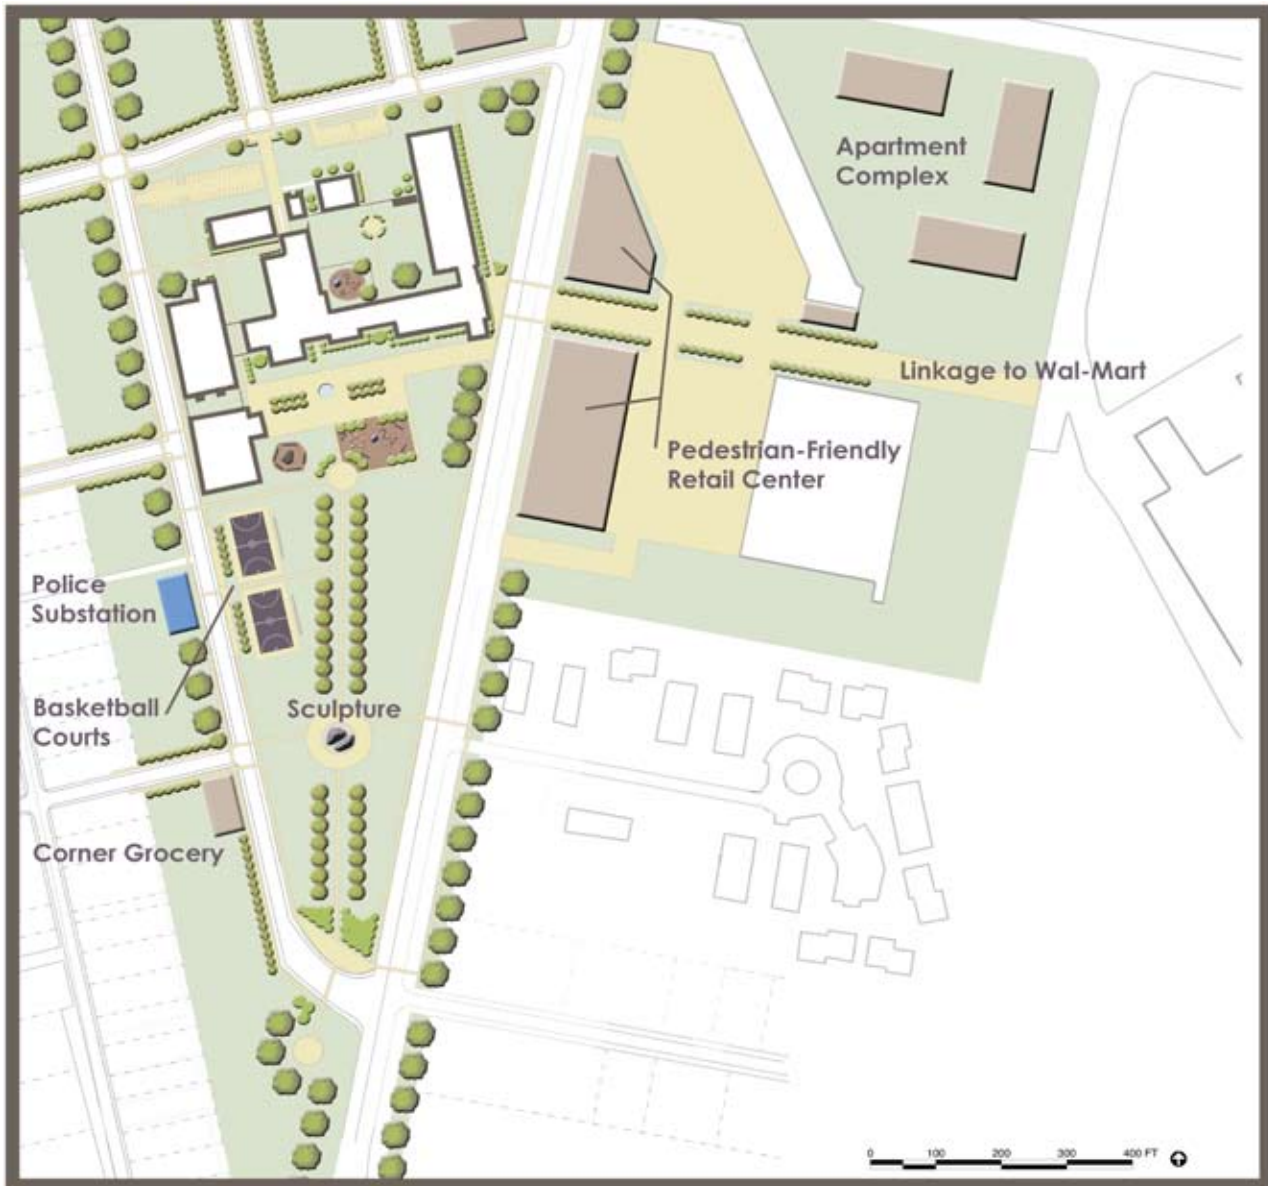 Apartment
Complex
Linkage to Wal-Mart
Pedestrian-Friendly
Retail Center
Police
Substation
Basketball
Courts
Sculpture
Corner Grocery
0 100 200 300 400 FT